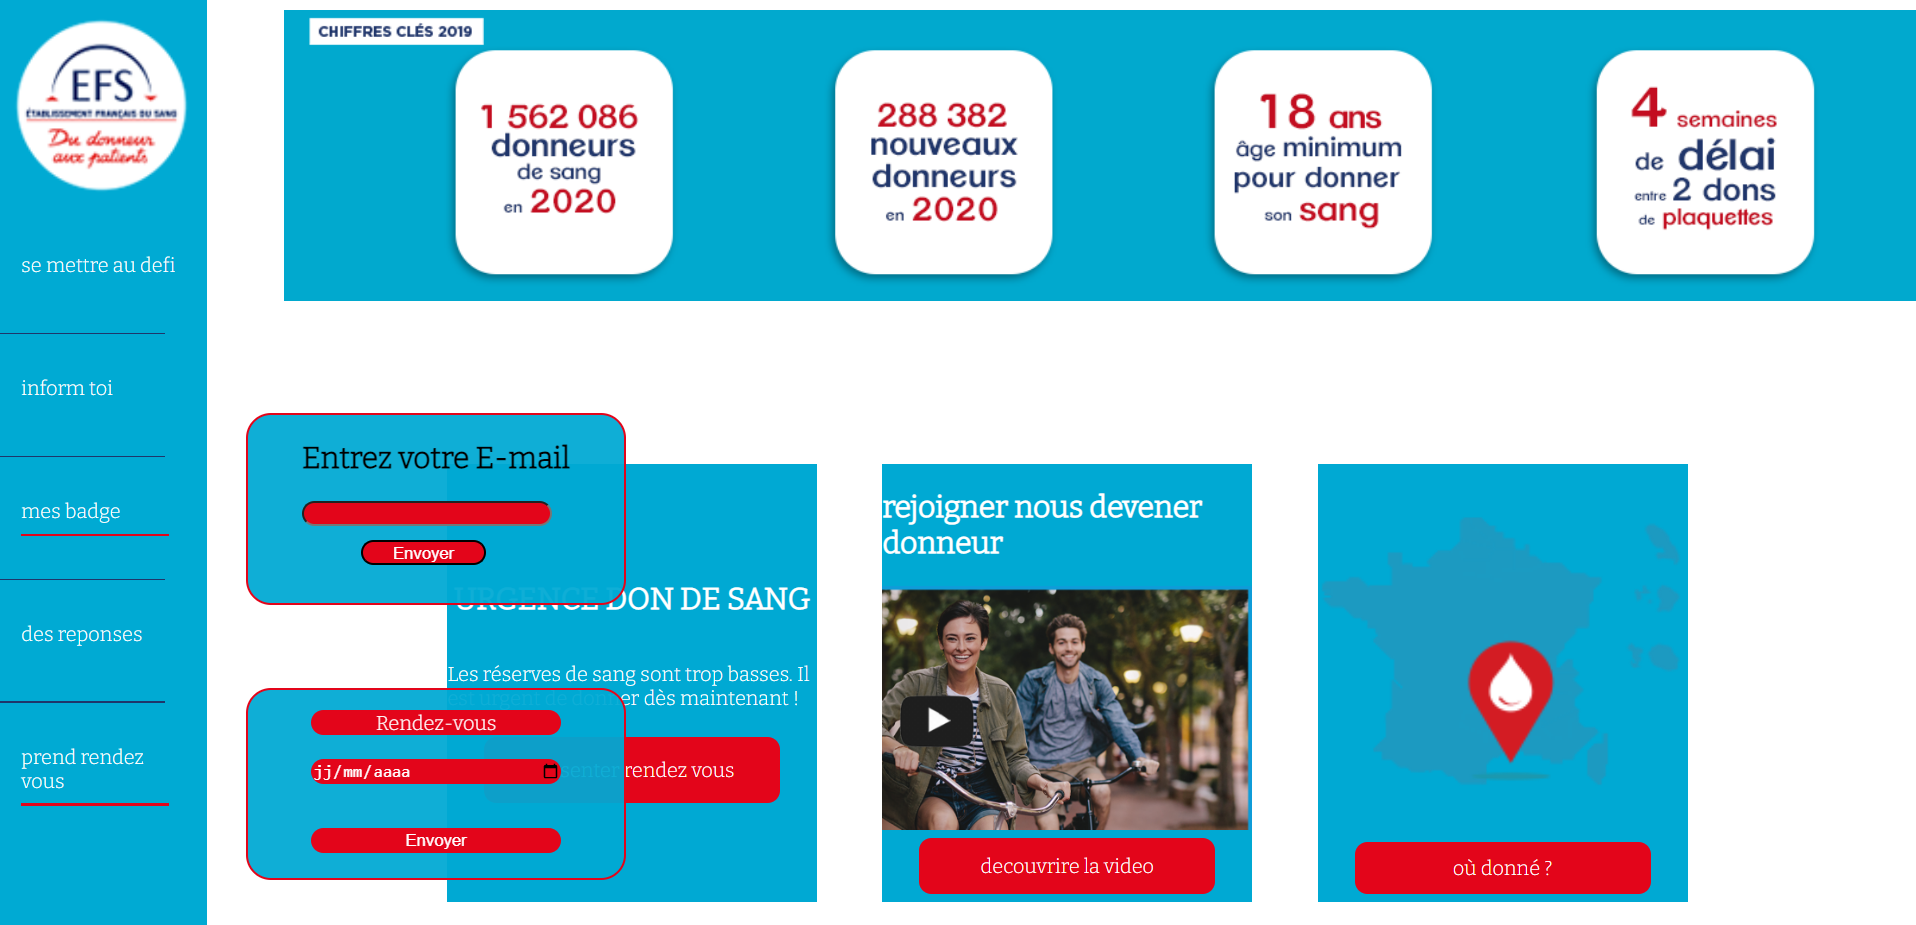 EFS
ÉTABLISSEMENT FRANÇAIS DU SANG
Du donneur
aux patients
se mettre au defi
inform toi
mes badge
des reponses
prend rendez
vous
CHIFFRES CLÉS 2019
1 562 086
donneurs
de sang
en 2020
288 382
nouveaux
donneurs
en 2020
18 ans
âge minimum
pour donner
son sang
4 semaines
de délai
entre 2 dons
de plaquettes
Entrez votre E-mail
Envoyer
URGENCE DON DE SANG
Les réserves de sang sont trop basses. Il
est urgent de donner dès maintenant !
Rendez-vous
jj/mm/aaaa
rendez vous
Envoyer
rejoigner nous devener
donneur
decouvrire la video
où donné ?